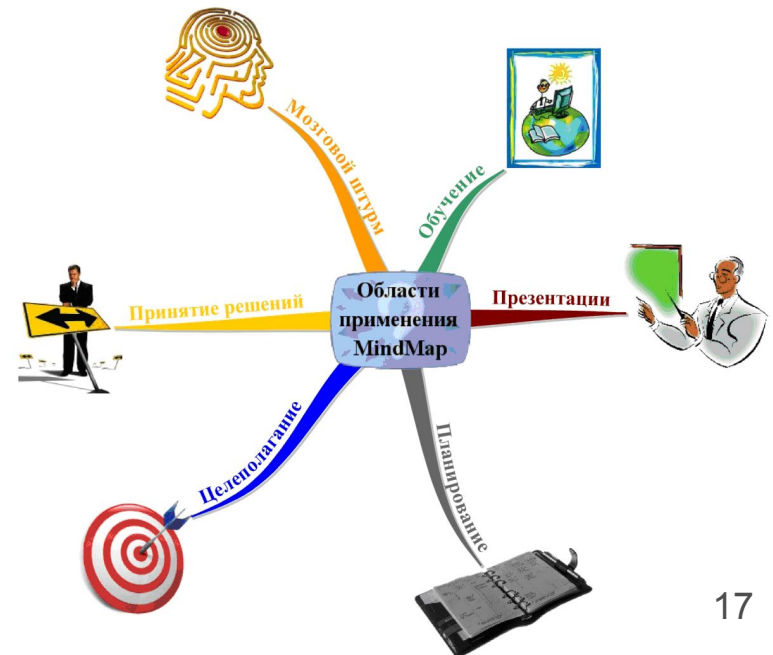 Мозговой штурм
Обучение
Принятие решений
Области
применения
MindMap
Презентации
Целеполагание
Планирование
17